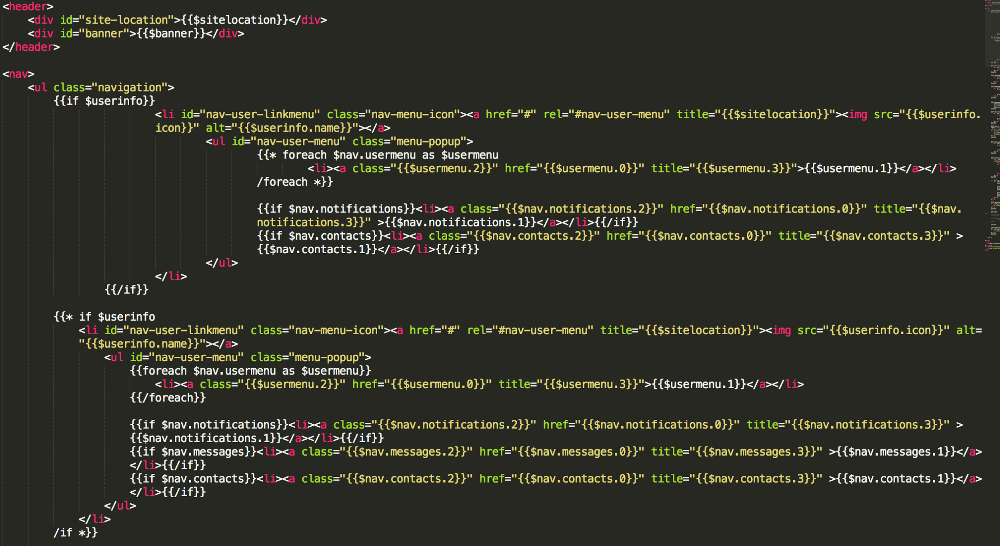 <header>
    <div id="site-location">{{$sitelocation}}</div>
    <div id="banner">{{$banner}}</div>
</header>

<nav>
    <ul class="navigation">
        {{if $userinfo}}
                        <li id="nav-user-linkmenu" class="nav-menu-icon"><a href="#" rel="#nav-user-menu" title="{{$sitelocation}}"><img src="{{$userinfo.
                        icon}}" alt="{{$userinfo.name}}"></a>
                                <ul id="nav-user-menu" class="menu-popup">
                                        {{* foreach $nav.usermenu as $usermenu
                                                <li><a class="{{$usermenu.2}}" href="{{$usermenu.0}}" title="{{$usermenu.3}}">{{$usermenu.1}}</a></li>
                                        /foreach *}}

                                        {{if $nav.notifications}}<li><a class="{{$nav.notifications.2}}" href="{{$nav.notifications.0}}" title="{{$nav.
                                        notifications.3}}" >{{$nav.notifications.1}}</a></li>{{/if}}
                                        {{if $nav.contacts}}<li><a class="{{$nav.contacts.2}}" href="{{$nav.contacts.0}}" title="{{$nav.contacts.3}}" >
                                        {{$nav.contacts.1}}</a></li>{{/if}}
                                </ul>
                        </li>
                {{/if}}

        {{* if $userinfo
            <li id="nav-user-linkmenu" class="nav-menu-icon"><a href="#" rel="#nav-user-menu" title="{{$sitelocation}}"><img src="{{$userinfo.icon}}" alt=
            "{{$userinfo.name}}"></a>
                <ul id="nav-user-menu" class="menu-popup">
                    {{foreach $nav.usermenu as $usermenu}}
                        <li><a class="{{$usermenu.2}}" href="{{$usermenu.0}}" title="{{$usermenu.3}}">{{$usermenu.1}}</a></li>
                    {{/foreach}}

                    {{if $nav.notifications}}<li><a class="{{$nav.notifications.2}}" href="{{$nav.notifications.0}}" title="{{$nav.notifications.3}}" >
                    {{$nav.notifications.1}}</a></li>{{/if}}
                    {{if $nav.messages}}<li><a class="{{$nav.messages.2}}" href="{{$nav.messages.0}}" title="{{$nav.messages.3}}" >{{$nav.messages.1}}</a>
                    </li>{{/if}}
                    {{if $nav.contacts}}<li><a class="{{$nav.contacts.2}}" href="{{$nav.contacts.0}}" title="{{$nav.contacts.3}}" >{{$nav.contacts.1}}</a>
                    </li>{{/if}}
                </ul>
            </li>
        /if *}}